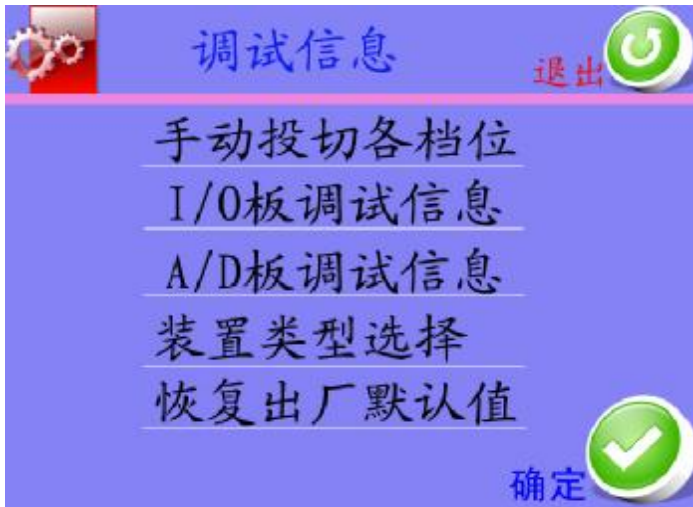 调试信息
退出
手动投切各档位
I/O板调试信息
A/D板调试信息
装置类型选择
恢复出厂默认值
确定